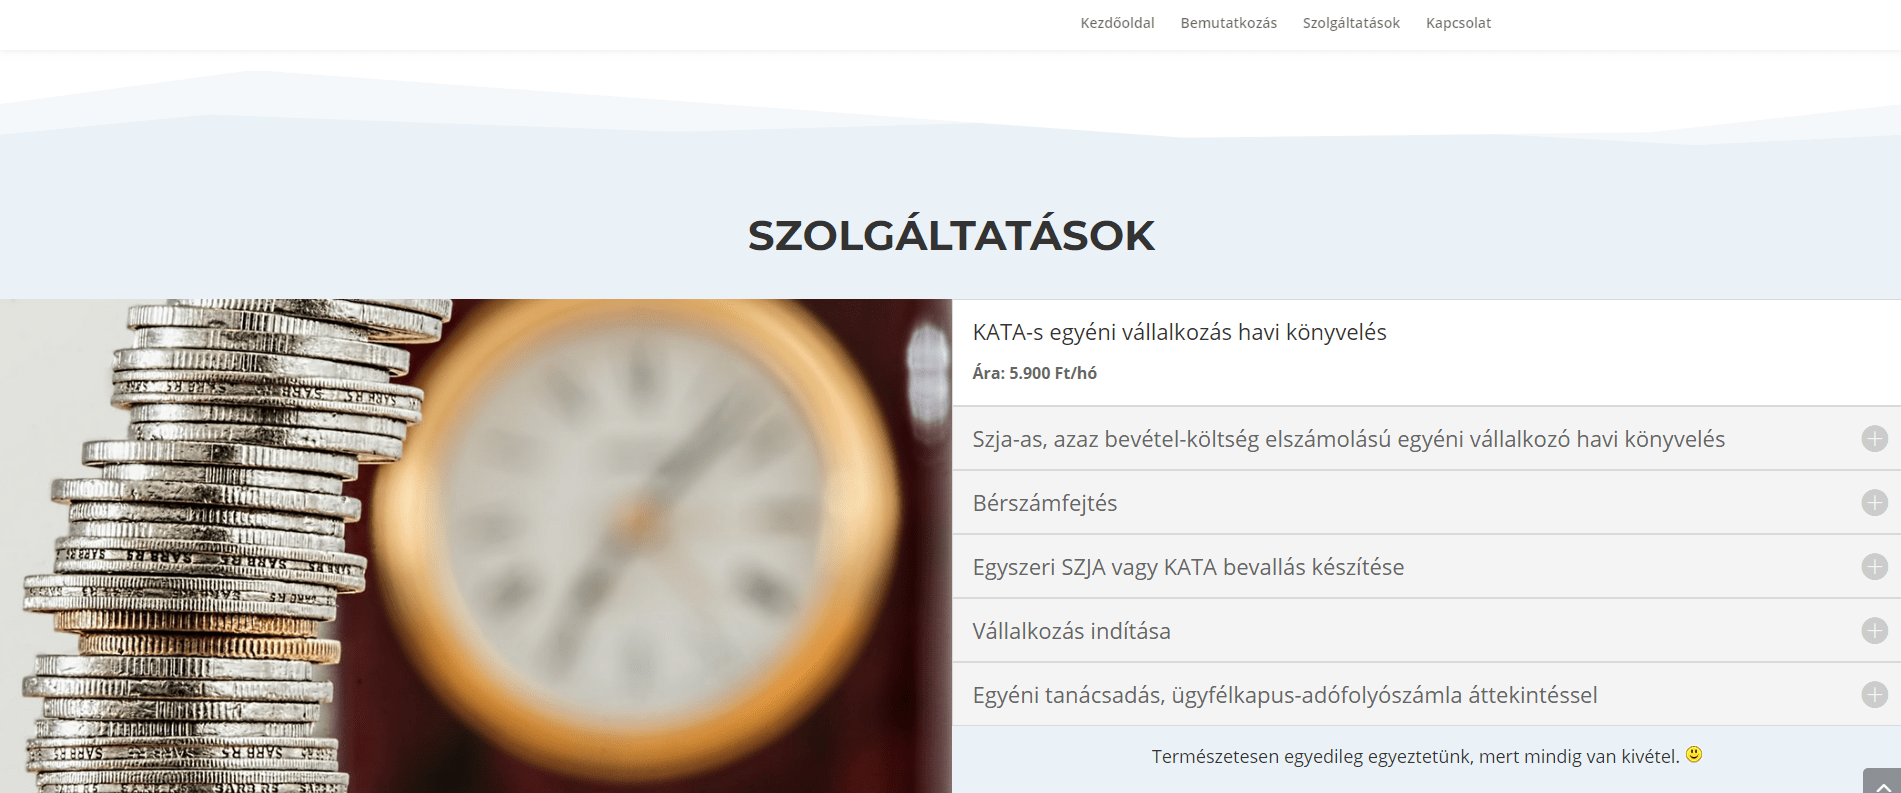 Kezdőoldal Bemutatkozás Szolgáltatások Kapcsolat
SZOLGÁLTATÁSOK
KATA-s egyéni vállalkozás havi könyvelés
Ára: 5.900 Ft/hó
Szja-as, azaz bevétel-költség elszámolású egyéni vállalkozó havi könyvelés
Bérszámfejtés
Egyszeri SZJA vagy KATA bevallás készítése
Vállalkozás indítása
Egyéni tanácsadás, ügyfélkapus-adófolyószámla áttekintéssel
Természetesen egyedileg egyeztetünk, mert mindig van kivétel.